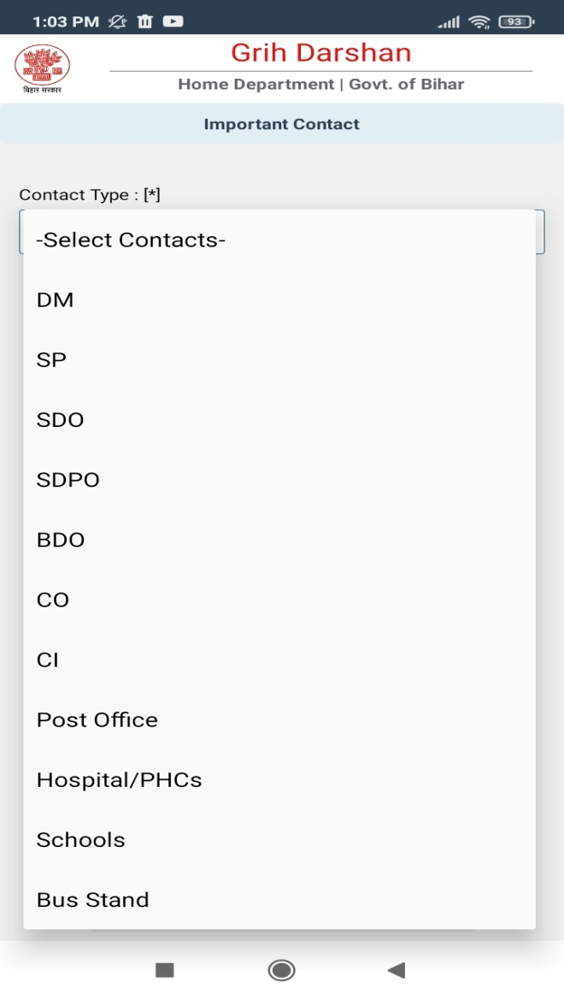 1:03 PM
93
Grih Darshan
Home Department | Govt. of Bihar
बिहार सरकार
Important Contact
Contact Type : [*]
-Select Contacts-
DM
SP
SDO
SDPO
BDO
CO
CI
Post Office
Hospital/PHCs
Schools
Bus Stand